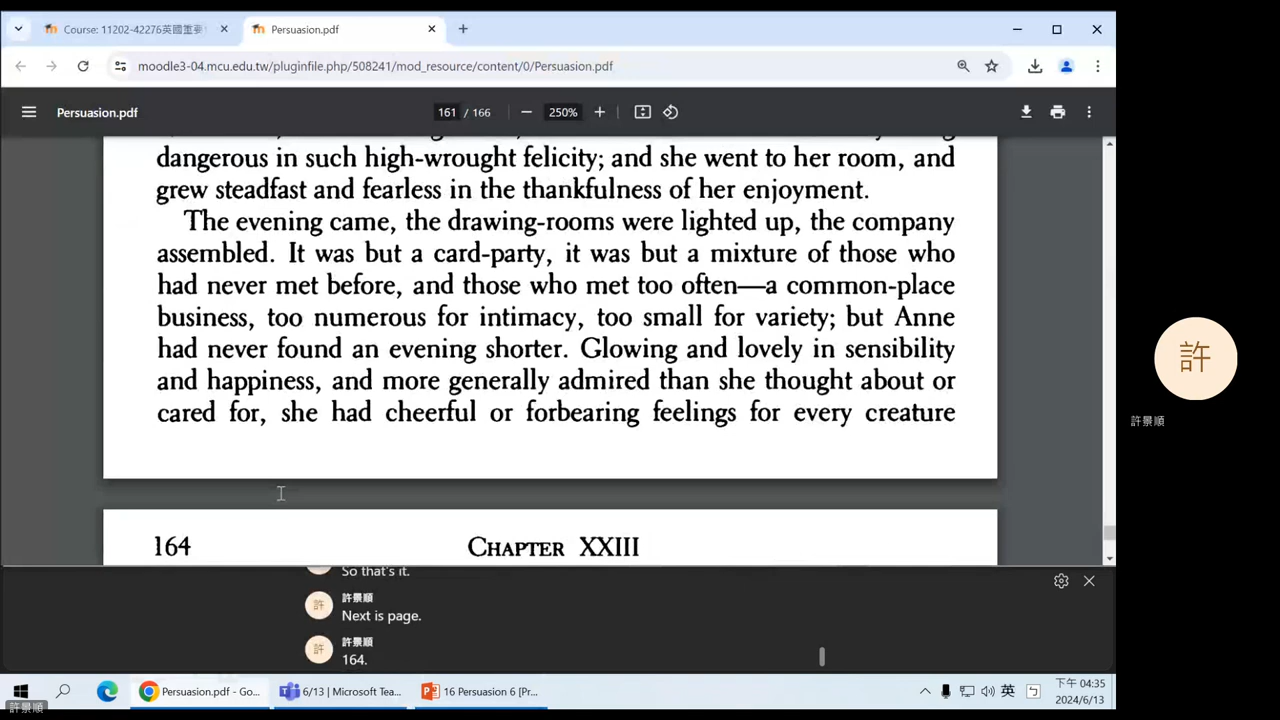 Course: 11202-42276英國重要
Persuasion.pdf
moodle3-04.mcu.edu.tw/pluginfile.php/508241/mod_resource/content/0/Persuasion.pdf
Persuasion.pdf
161 / 166
250%
dangerous in such high-wrought felicity; and she went to her room, and
grew steadfast and fearless in the thankfulness of her enjoyment.
The evening came, the drawing-rooms were lighted up, the company
assembled. It was but a card-party, it was but a mixture of those who
had never met before, and those who met too often—a common-place
business, too numerous for intimacy, too small for variety; but Anne
had never found an evening shorter. Glowing and lovely in sensibility
and happiness, and more generally admired than she thought about or
cared for, she had cheerful or forbearing feelings for every creature
164
CHAPTER XXIII
So that's it.
許 許景順
Next is page.
許 許景順
164.
許
許景順
Persuasion.pdf - Go...
6/13 | Microsoft Tea...
16 Persuasion 6 [Pr...
英
下午 04:35
2024/6/13
許景順